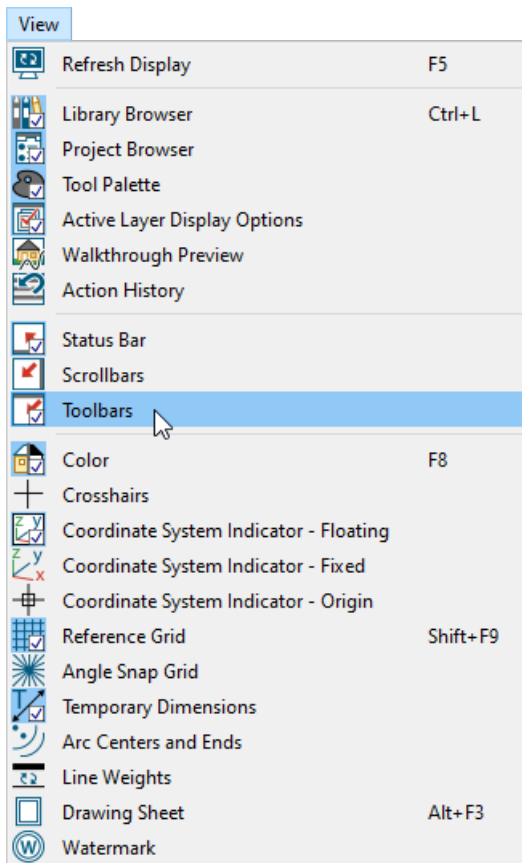 View
Refresh Display F5
Library Browser Ctrl+L
Project Browser
Tool Palette
Active Layer Display Options
Walkthrough Preview
Action History
Status Bar
Scrollbars
Toolbars
Color F8
Crosshairs
Coordinate System Indicator - Floating
Coordinate System Indicator - Fixed
Coordinate System Indicator - Origin
Reference Grid Shift+F9
Angle Snap Grid
Temporary Dimensions
Arc Centers and Ends
Line Weights
Drawing Sheet Alt+F3
Watermark